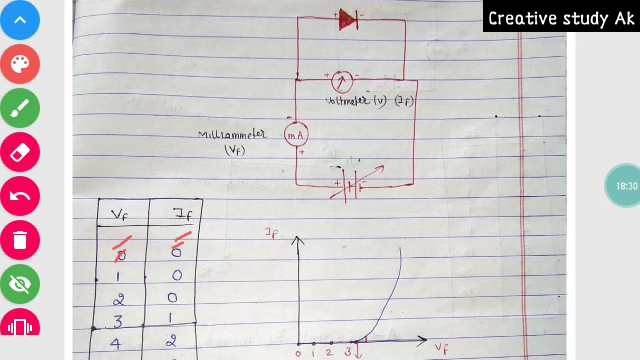 Creative study Ak
+ -
+ -
Voltmeter (V) (If)
-
Milliammeter
(Vf)
mA
+
18:30
+ -
Vf If
0 0
1 0
2 0
3 1
4 2
If
0 1 2 3
Vf